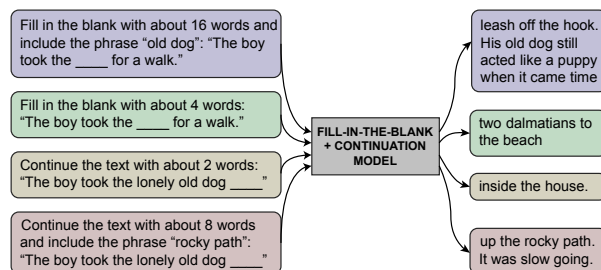 Fill in the blank with about 16 words and
include the phrase “old dog”: “The boy
took the ____ for a walk.”
Fill in the blank with about 4 words:
“The boy took the ____ for a walk.”
Continue the text with about 2 words:
“The boy took the lonely old dog ____”
Continue the text with about 8 words
and include the phrase “rocky path”:
“The boy took the lonely old dog ____”
FILL-IN-THE-BLANK
+ CONTINUATION
MODEL
leash off the hook.
His old dog still
acted like a puppy
when it came time
two dalmatians to
the beach
inside the house.
up the rocky path.
It was slow going.